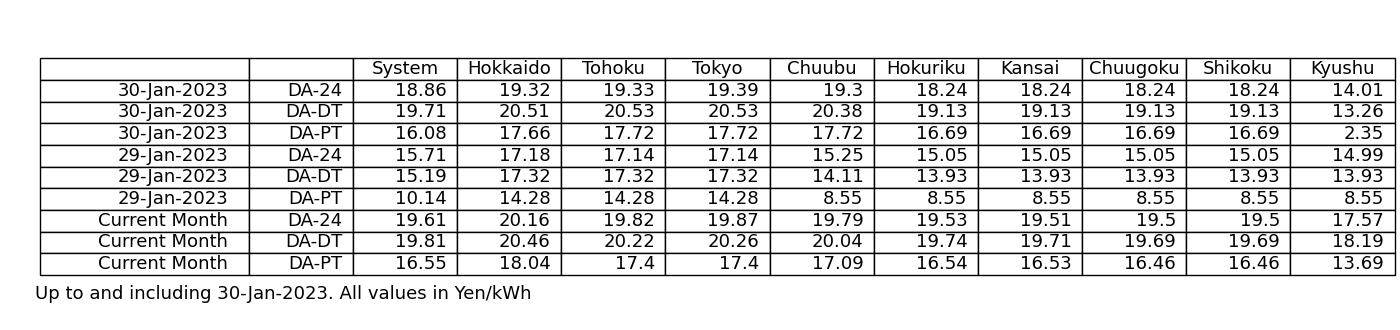 System Hokkaido Tohoku Tokyo Chuubu Hokuriku Kansai Chuugoku Shikoku Kyushu
30-Jan-2023 DA-24 18.86 19.32 19.33 19.39 19.3 18.24 18.24 18.24 18.24 14.01
30-Jan-2023 DA-DT 19.71 20.51 20.53 20.53 20.38 19.13 19.13 19.13 19.13 13.26
30-Jan-2023 DA-PT 16.08 17.66 17.72 17.72 17.72 16.69 16.69 16.69 16.69 2.35
29-Jan-2023 DA-24 15.71 17.18 17.14 17.14 15.25 15.05 15.05 15.05 15.05 14.99
29-Jan-2023 DA-DT 15.19 17.32 17.32 17.32 14.11 13.93 13.93 13.93 13.93 13.93
29-Jan-2023 DA-PT 10.14 14.28 14.28 14.28 8.55 8.55 8.55 8.55 8.55 8.55
Current Month DA-24 19.61 20.16 19.82 19.87 19.79 19.53 19.51 19.5 19.5 17.57
Current Month DA-DT 19.81 20.46 20.22 20.26 20.04 19.74 19.71 19.69 19.69 18.19
Current Month DA-PT 16.55 18.04 17.4 17.4 17.09 16.54 16.53 16.46 16.46 13.69
Up to and including 30-Jan-2023. All values in Yen/kWh